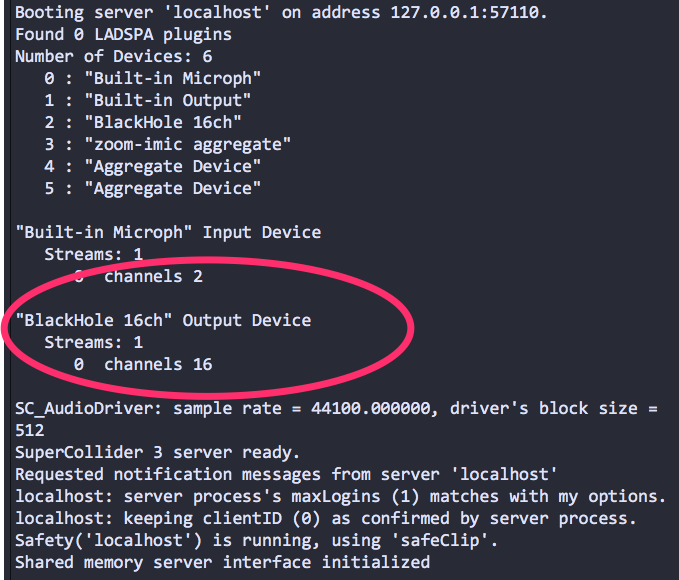 Booting server 'localhost' on address 127.0.0.1:57110.
Found 0 LADSPA plugins
Number of Devices: 6
   0 : "Built-in Microph"
   1 : "Built-in Output"
   2 : "BlackHole 16ch"
   3 : "zoom-imic aggregate"
   4 : "Aggregate Device"
   5 : "Aggregate Device"

"Built-in Microph" Input Device
   Streams: 1
      0  channels 2

"BlackHole 16ch" Output Device
   Streams: 1
      0  channels 16

SC_AudioDriver: sample rate = 44100.000000, driver's block size =
512
SuperCollider 3 server ready.
Requested notification messages from server 'localhost'
localhost: server process's maxLogins (1) matches with my options.
localhost: keeping clientID (0) as confirmed by server process.
Safety('localhost') is running, using 'safeClip'.
Shared memory server interface initialized